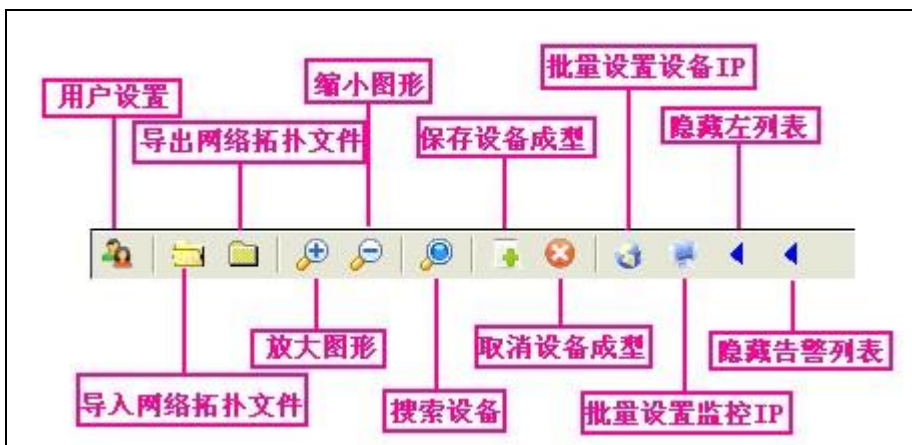 批量设置设备IP
缩小图形
用户设置
隐藏左列表
导出网络拓扑文件
保存设备成型
放大图形
取消设备成型
隐藏告警列表
导入网络拓扑文件
搜索设备
批量设置监控IP